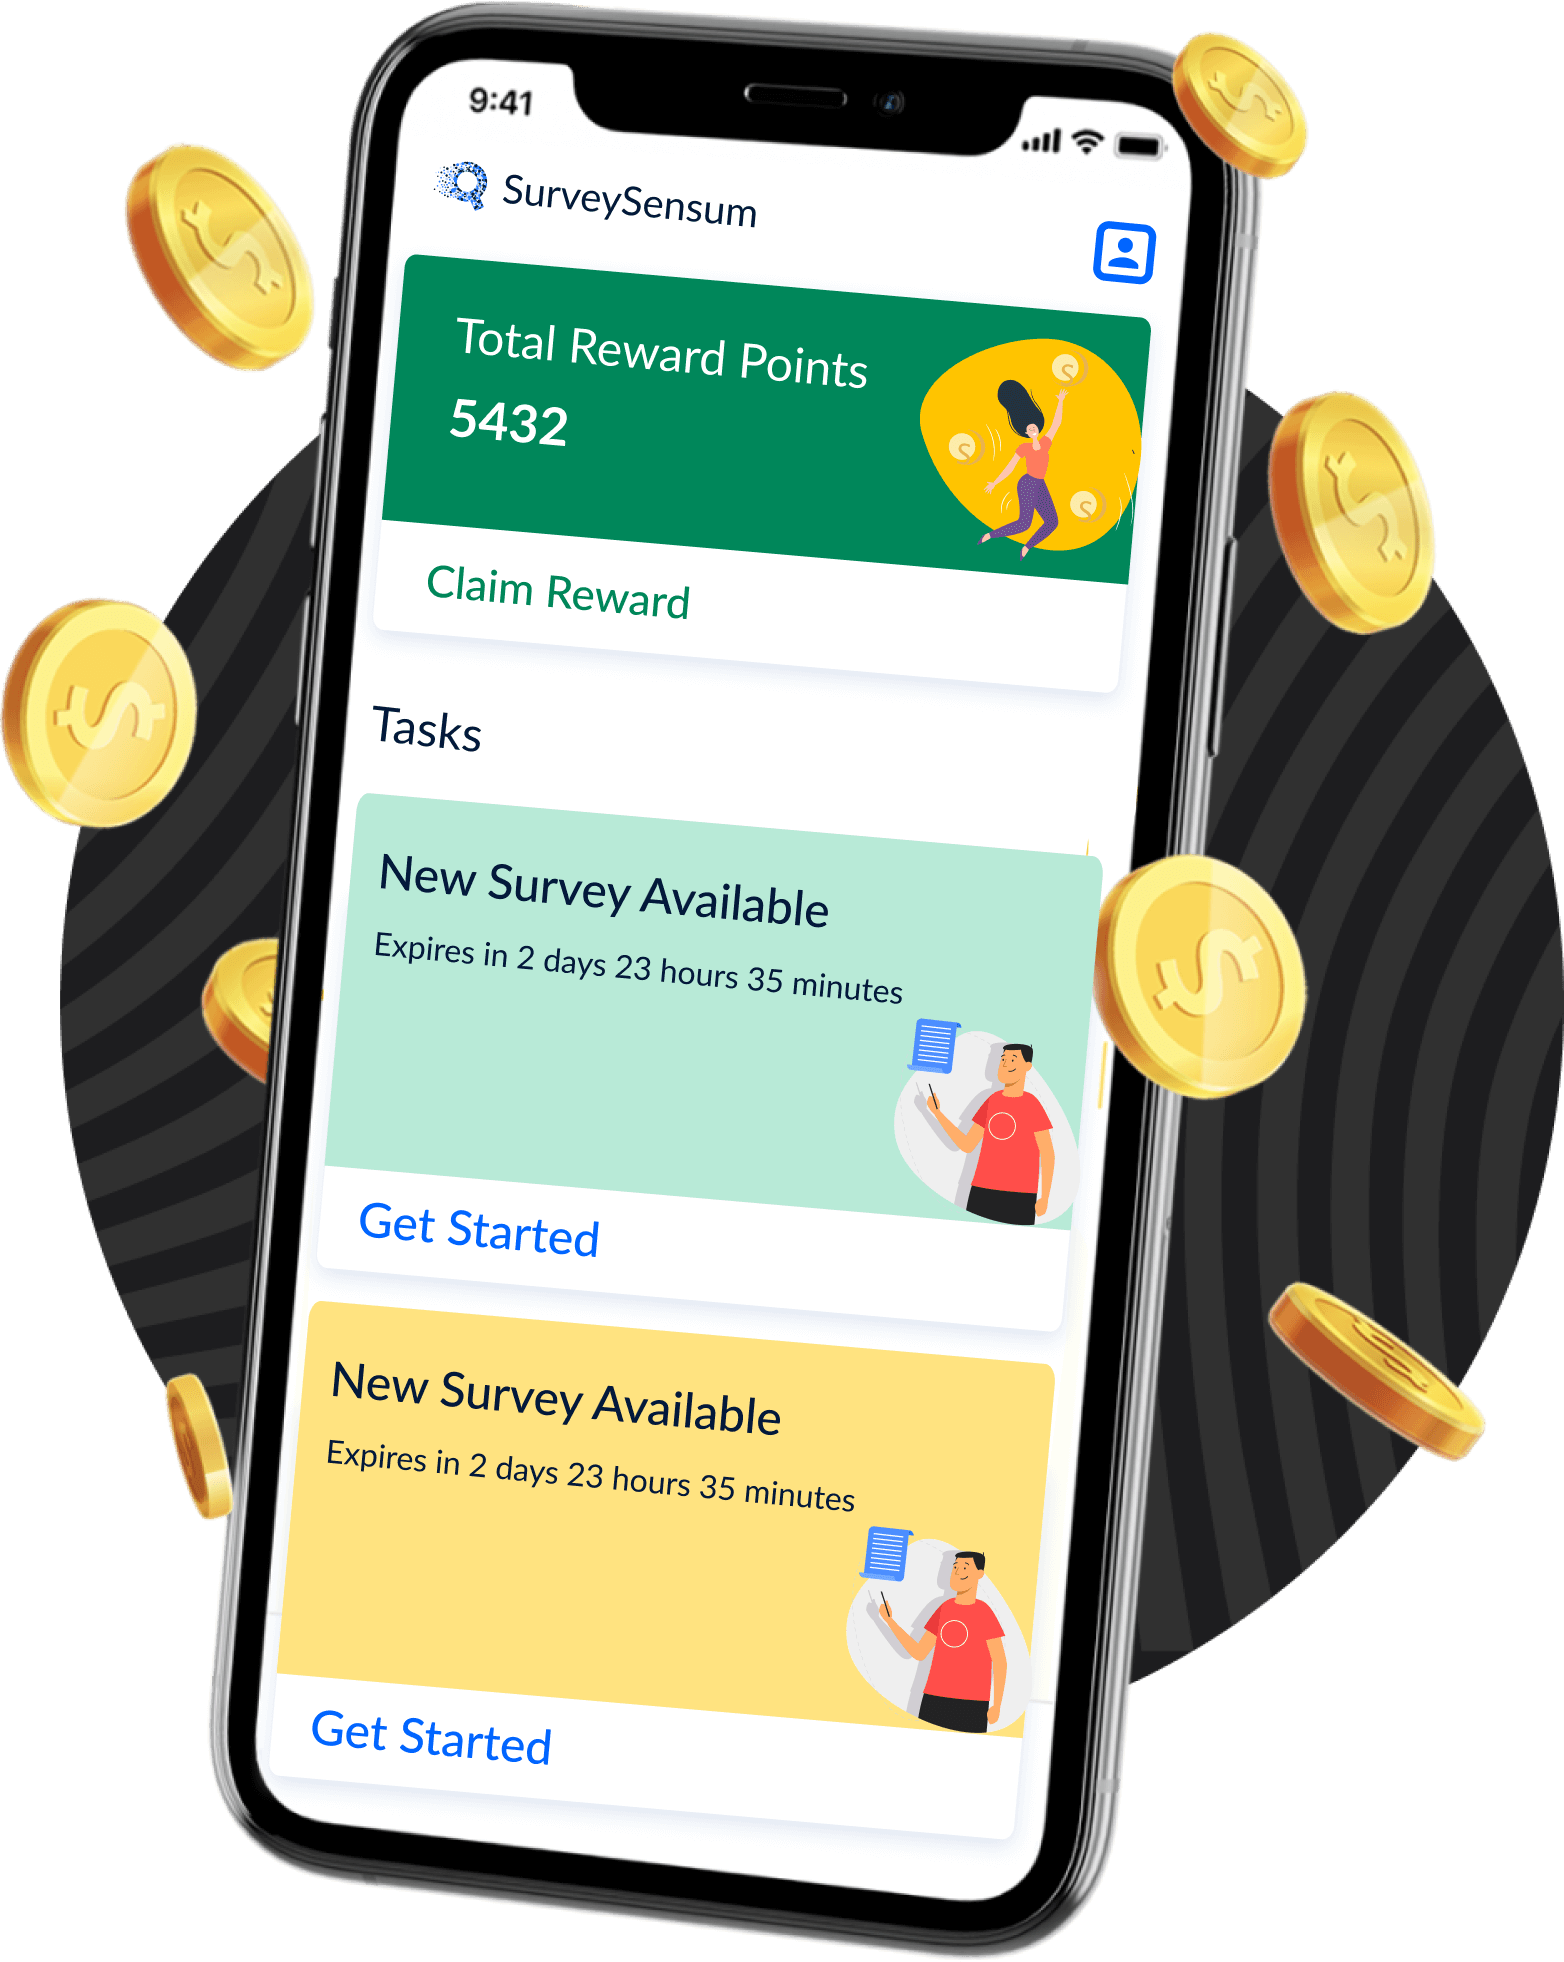 9:41
SurveySensum
Total Reward Points
5432
Claim Reward
Tasks
New Survey Available
Expires in 2 days 23 hours 35 minutes
Get Started
New Survey Available
Expires in 2 days 23 hours 35 minutes
Get Started